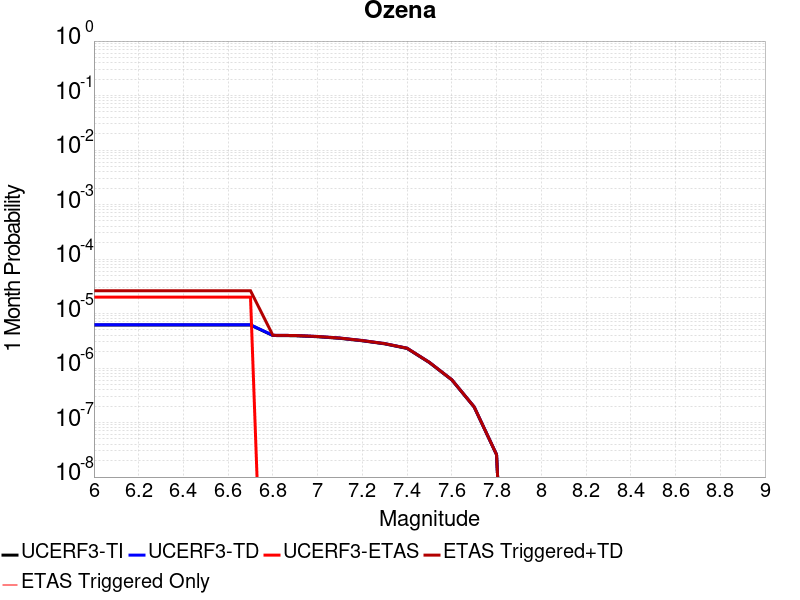 Ozena
1 Month Probability
10^0
10^-1
10^-2
10^-3
10^-4
10^-5
10^-6
10^-7
10^-8
6 6.2 6.4 6.6 6.8 7 7.2 7.4 7.6 7.8 8 8.2 8.4 8.6 8.8 9
Magnitude
UCERF3-TI UCERF3-TD UCERF3-ETAS ETAS Triggered+TD
ETAS Triggered Only